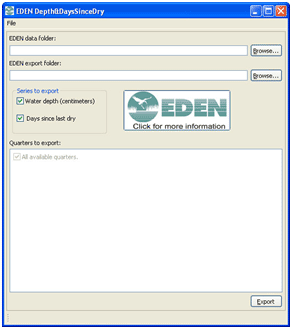 EDEN Depth&DaysSinceDry
File
EDEN data folder:
Browse...
EDEN export folder:
Browse...
Series to export
Water depth (centimeters)
Days since last dry
EDEN
Click for more information
Quarters to export:
All available quarters.
Export